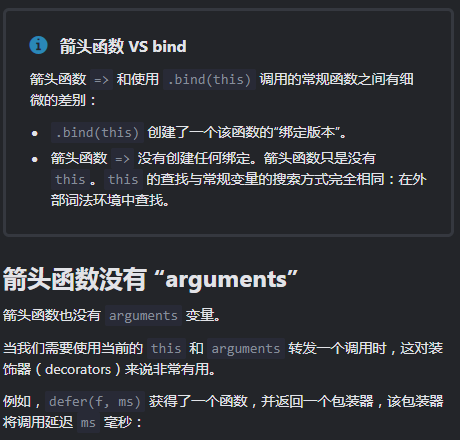 箭头函数 VS bind
箭头函数 => 和使用 .bind(this) 调用的常规函数之间有细
微的差别：
• .bind(this) 创建了一个该函数的“绑定版本”。
• 箭头函数 => 没有创建任何绑定。箭头函数只是没有
this。this 的查找与常规变量的搜索方式完全相同：在外
部词法环境中查找。
箭头函数没有 “arguments”
箭头函数也没有 arguments 变量。
当我们需要使用当前的 this 和 arguments 转发一个调用时，这对装
饰器（decorators）来说非常有用。
例如，defer(f, ms) 获得了一个函数，并返回一个包装器，该包装器
将调用延迟 ms 毫秒：